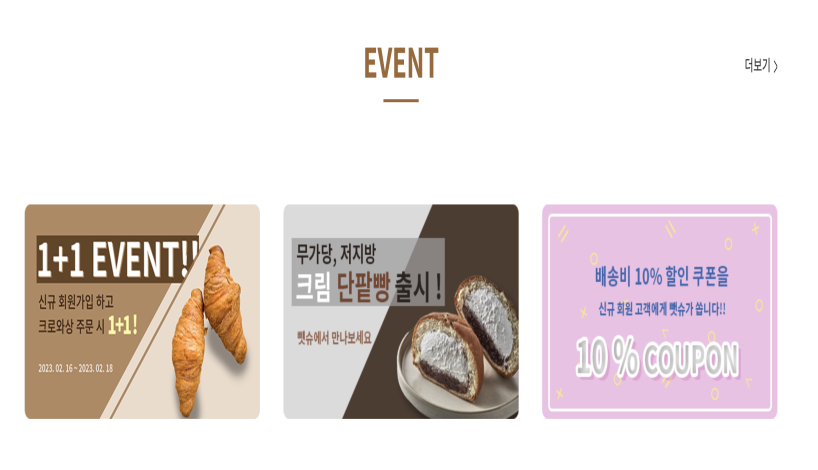 EVENT
더보기 >
1+1 EVENT!!
신규 회원가입 하고
크로와상 주문 시 1+1!
2023. 02. 16 ~ 2023. 02. 18
무가당, 저지방
크림 단팥빵 출시 !
뺏슈에서 만나보세요
배송비 10% 할인 쿠폰을
신규 회원 고객에게 뺏슈가 쏩니다!!
10 % COUPON